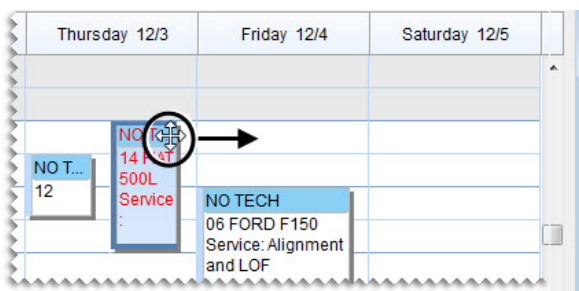 Thursday 12/3
Friday 12/4
Saturday 12/5
NO T...
12
NO T
14 FIAT
500L
Service
:
NO TECH
06 FORD F150
Service: Alignment
and LOF